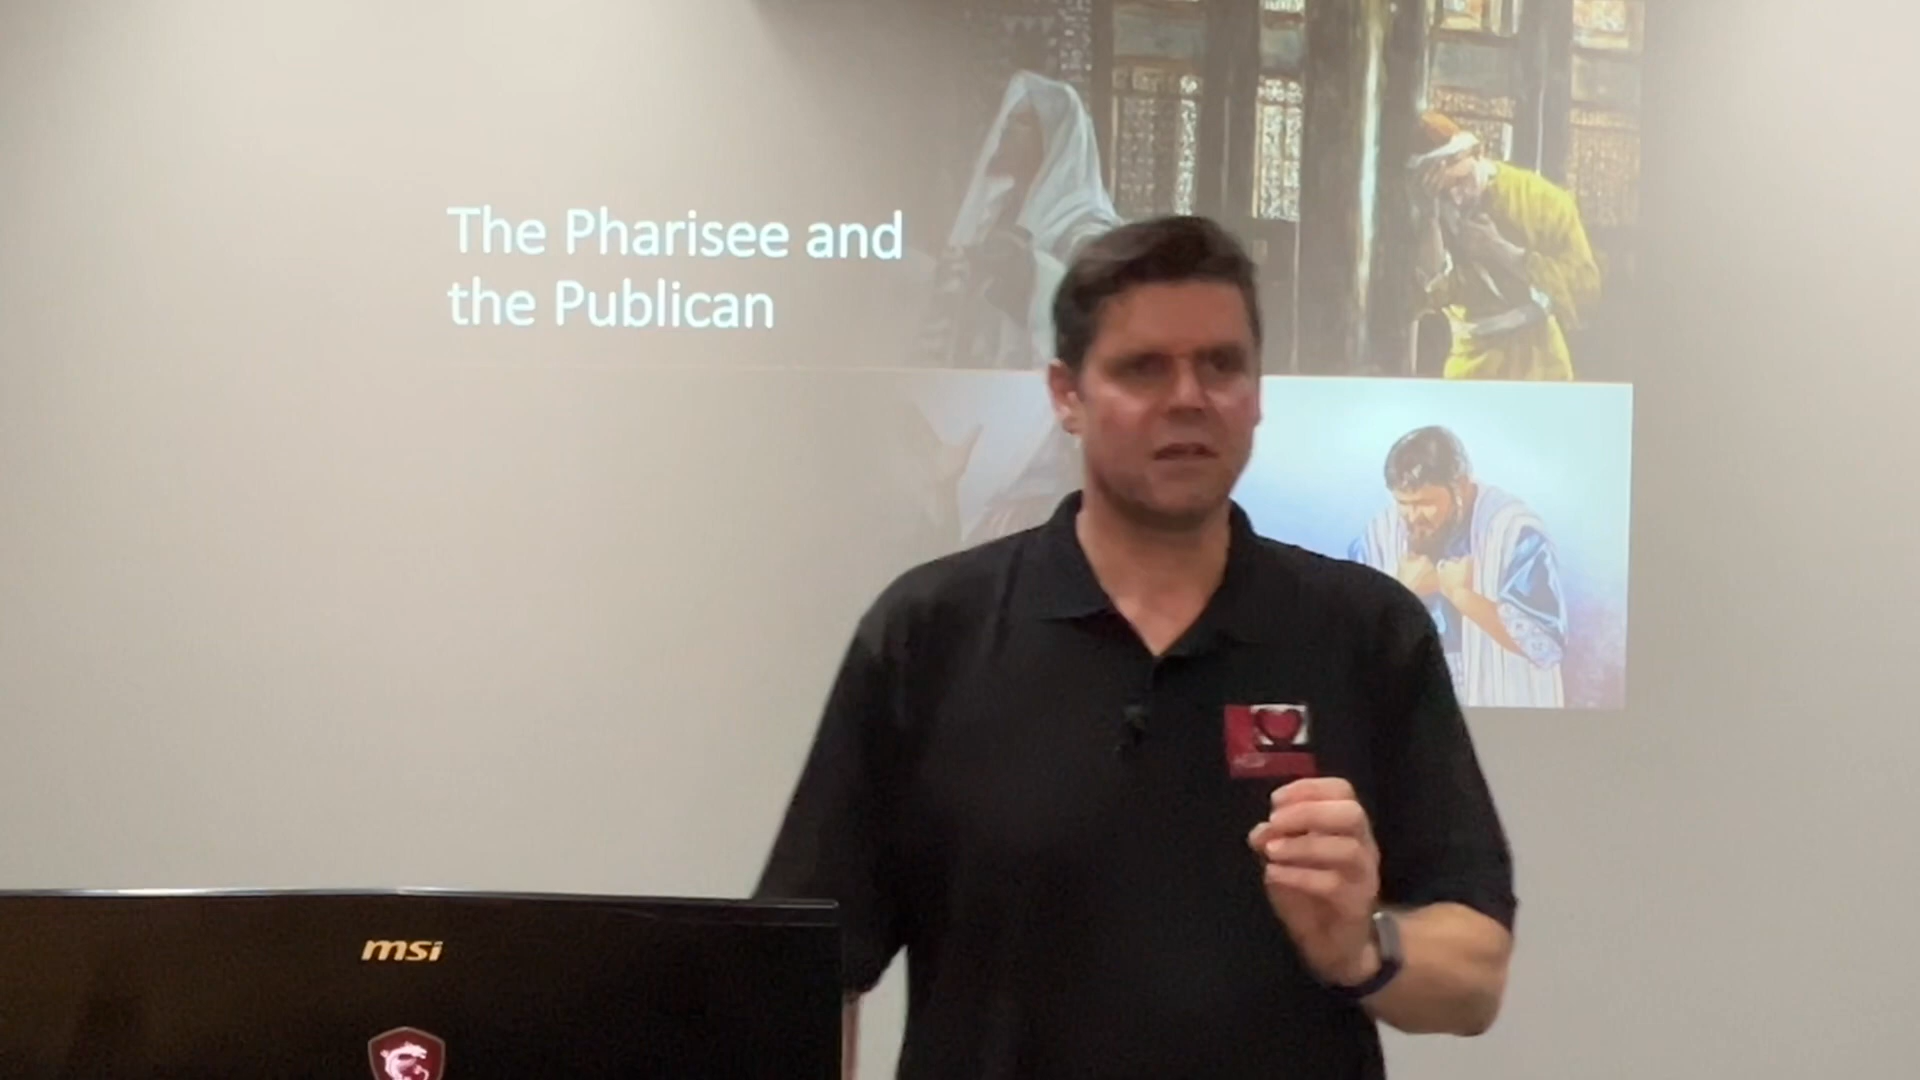 The Pharisee and
the Publican
msi